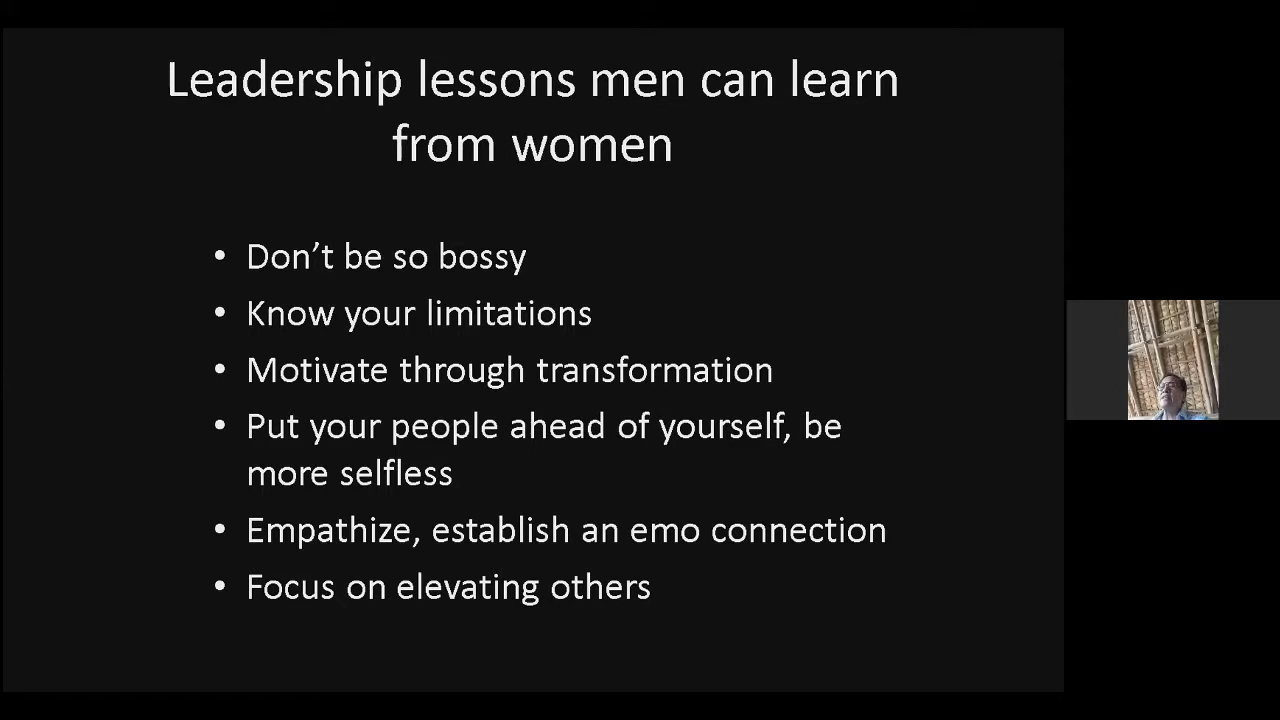 Leadership lessons men can learn
from women
• Don’t be so bossy
• Know your limitations
• Motivate through transformation
• Put your people ahead of yourself, be
more selfless
• Empathize, establish an emo connection
• Focus on elevating others